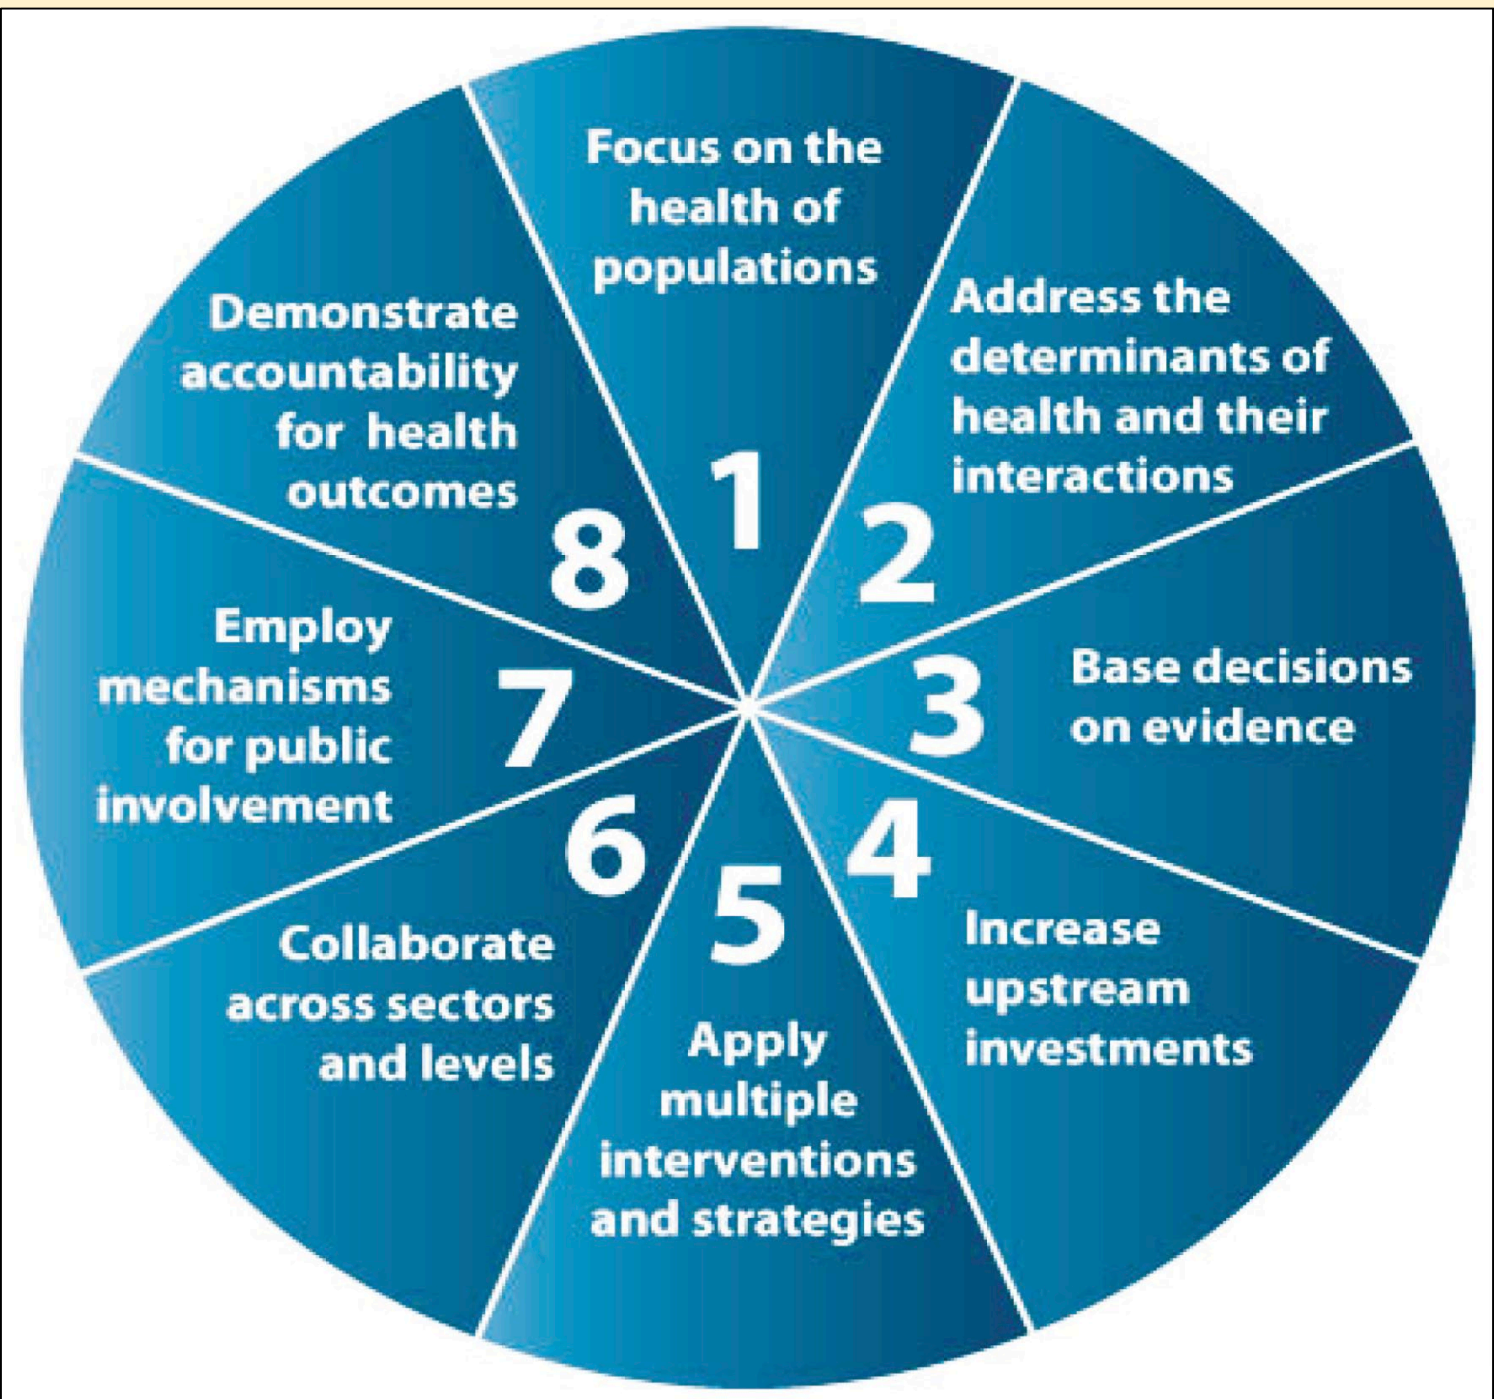 Focus on the
health of
populations
1
Address the
determinants of
health and their
interactions
2
3
Base decisions
on evidence
4
Increase
upstream
investments
5
Apply
multiple
interventions
and strategies
6
Collaborate
across sectors
and levels
7
Employ
mechanisms
for public
involvement
8
Demonstrate
accountability
for health
outcomes